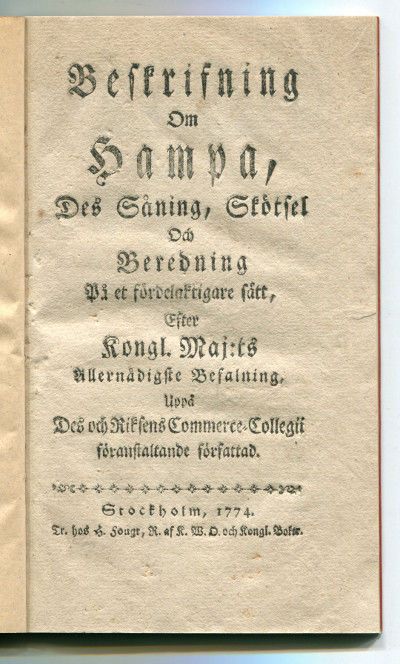 Beskrifning
Om
Hampa,
Des Såning, Skötsel
Och
Beredning
På et fördelaktigare sätt,
Efter
Kongl. Maj:ts
Allernådigste Befalning,
Uppå
Des och Riksens Commerce-Collegii
föranstaltande författad.
Stockholm, 1774.
Tr. hos H. Fougt, R. af K. W. O. och Kongl. Boktr.